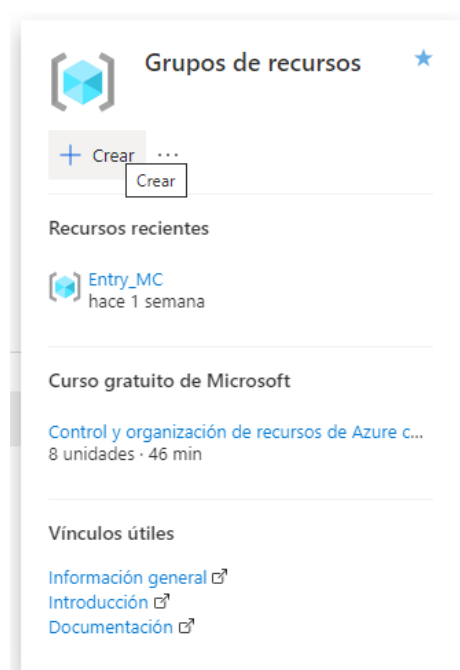 Grupos de recursos
Crear ...
Crear
Recursos recientes
Entry_MC
hace 1 semana
Curso gratuito de Microsoft
Control y organización de recursos de Azure c...
8 unidades · 46 min
Vínculos útiles
Información general
Introducción
Documentación